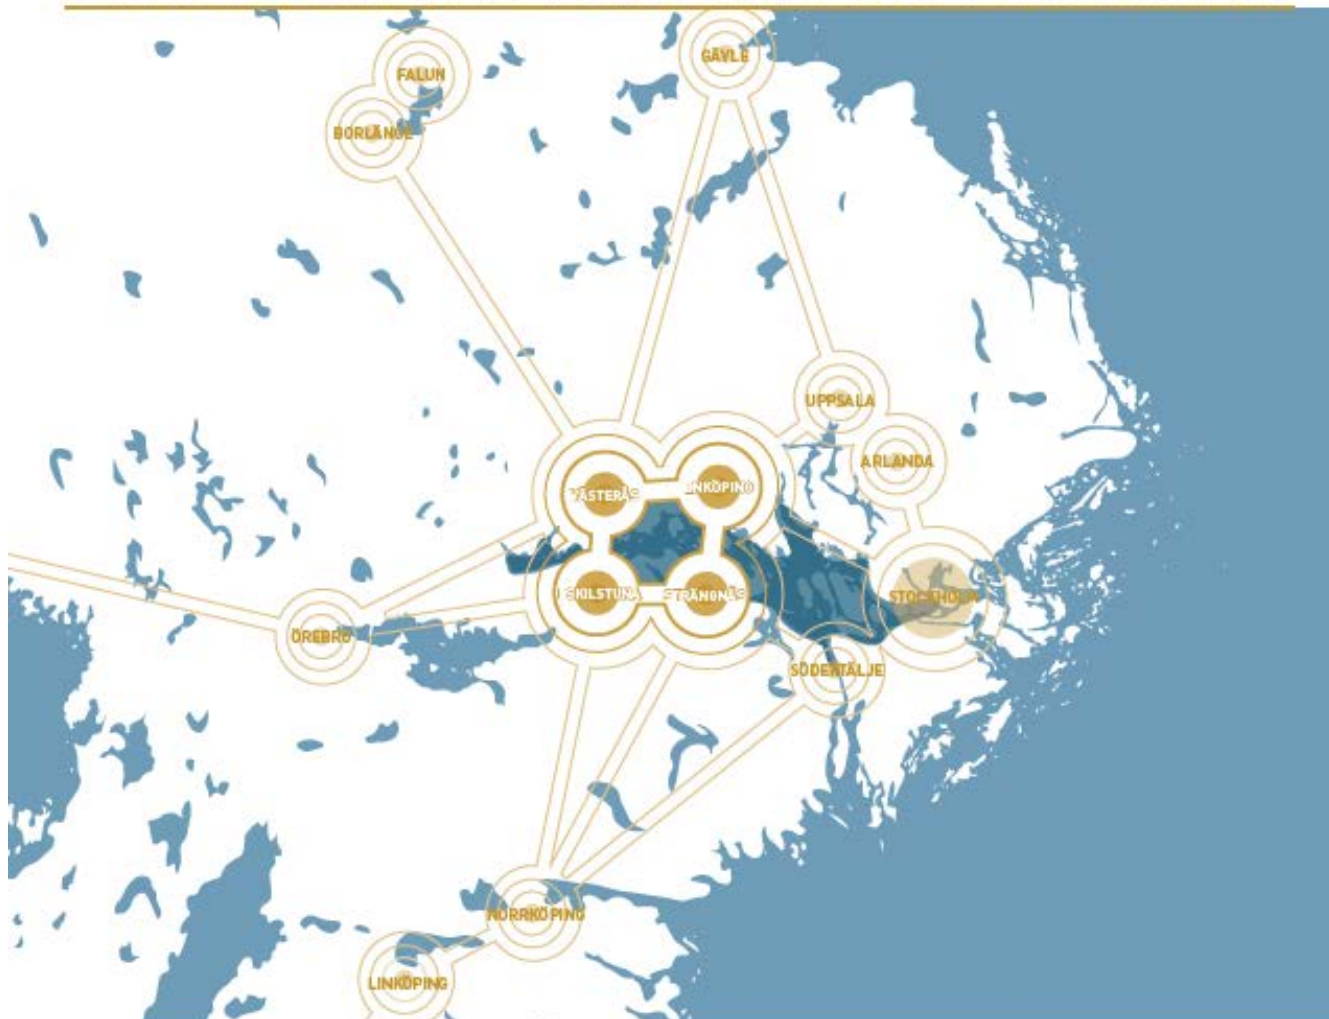 GÄVLE
FALUN
BORLÄNGE
UPPSALA
ARLANDA
VÄSTERÅS
ENKÖPING
ESKILSTUNA
STRÄNGNÄS
STOCKHOLM
ÖREBRO
SÖDERTÄLJE
NORRKÖPING
LINKÖPING